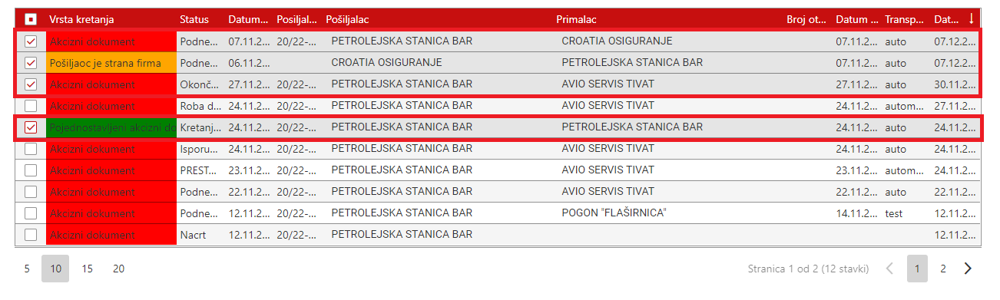 Vrsta kretanja Status Datum... Posiljal... Pošiljalac Primalac Broj ot... Datum ... Transp... Dat... ↓
Akcizni dokument Podne... 07.11.2... 20/22-... PETROLEJSKA STANICA BAR CROATIA OSIGURANJE 07.11.2... auto 07.12.2...
Pošiljaoc je strana firma Podne... 06.11.2... CROATIA OSIGURANJE PETROLEJSKA STANICA BAR 07.11.2... auto 07.12.2...
Akcizni dokument Okonč... 27.11.2... 20/22-... PETROLEJSKA STANICA BAR AVIO SERVIS TIVAT 27.11.2... auto 30.11.2...
Akcizni dokument Roba d... 24.11.2... 20/22-... PETROLEJSKA STANICA BAR AVIO SERVIS TIVAT 24.11.2... autom... 27.11.2...
Pojednostavljeni akcizni do Kretanj... 24.11.2... 20/22-... PETROLEJSKA STANICA BAR PETROLEJSKA STANICA BAR 24.11.2... auto 24.11.2...
Akcizni dokument Isporu... 24.11.2... 20/22-... PETROLEJSKA STANICA BAR AVIO SERVIS TIVAT 24.11.2... auto 24.11.2...
Akcizni dokument PREST... 23.11.2... 20/22-... PETROLEJSKA STANICA BAR AVIO SERVIS TIVAT 23.11.2... autom... 24.11.2...
Akcizni dokument Podne... 22.11.2... 20/22-... PETROLEJSKA STANICA BAR AVIO SERVIS TIVAT 22.11.2... auto 22.11.2...
Akcizni dokument Podne... 12.11.2... 20/22-... PETROLEJSKA STANICA BAR POGON "FLAŠIRNICA" 14.11.2... test 12.11.2...
Akcizni dokument Nacrt 12.11.2... 20/22-... PETROLEJSKA STANICA BAR 12.11.2...
5 10 15 20 Stranica 1 od 2 (12 stavki) 1 2